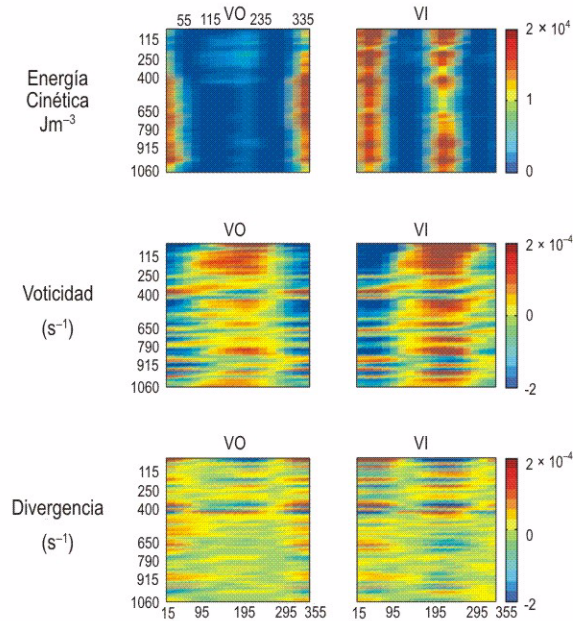 VO VI
55 115 235 335
2 × 10⁴
115
250
400
650
790
915
1060
Energía
Cinética
Jm⁻³
1
0
VO VI
2 × 10⁻⁴
115
250
400
650
790
915
1060
Voticidad
(s⁻¹)
0
-2
VO VI
2 × 10⁻⁴
115
250
400
650
790
915
1060
Divergencia
(s⁻¹)
0
-2
15 95 195 295 355 15 95 195 295 355